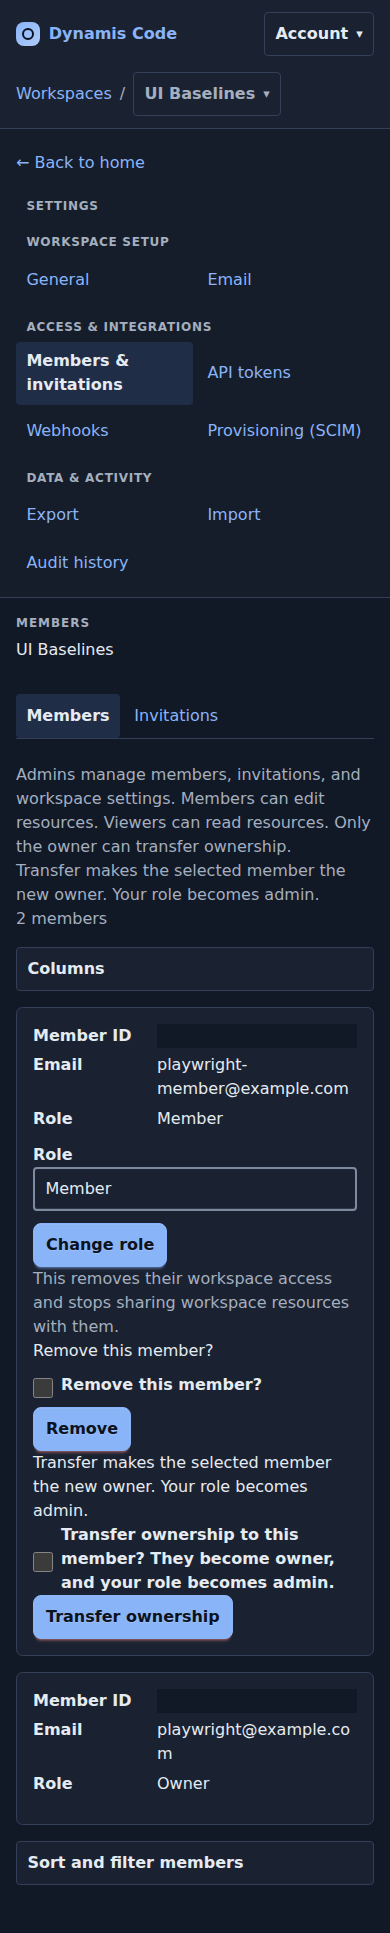 Dynamis Code
Account ▾
Workspaces / UI Baselines ▾
← Back to home
SETTINGS
WORKSPACE SETUP
General
Email
ACCESS & INTEGRATIONS
Members &
invitations
API tokens
Webhooks
Provisioning (SCIM)
DATA & ACTIVITY
Export
Import
Audit history
MEMBERS
UI Baselines
Members
Invitations
Admins manage members, invitations, and
workspace settings. Members can edit
resources. Viewers can read resources. Only
the owner can transfer ownership.
Transfer makes the selected member the
new owner. Your role becomes admin.
2 members
Columns
Member ID
Email
playwright-
member@example.com
Role
Member
Role
Member
Change role
This removes their workspace access
and stops sharing workspace resources
with them.
Remove this member?
Remove this member?
Remove
Transfer makes the selected member
the new owner. Your role becomes
admin.
Transfer ownership to this
member? They become owner,
and your role becomes admin.
Transfer ownership
Member ID
Email
playwright@example.co
m
Role
Owner
Sort and filter members